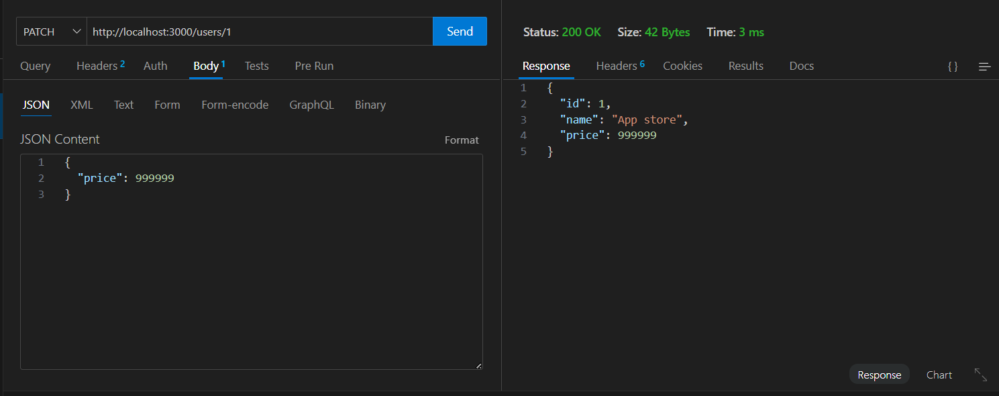 PATCH http://localhost:3000/users/1 Send
Query Headers 2 Auth Body 1 Tests Pre Run
JSON XML Text Form Form-encode GraphQL Binary
JSON Content Format
1 {
2 "price": 999999
3 }
Status: 200 OK Size: 42 Bytes Time: 3 ms
Response Headers 6 Cookies Results Docs { }
1 {
2 "id": 1,
3 "name": "App store",
4 "price": 999999
5 }
Response Chart